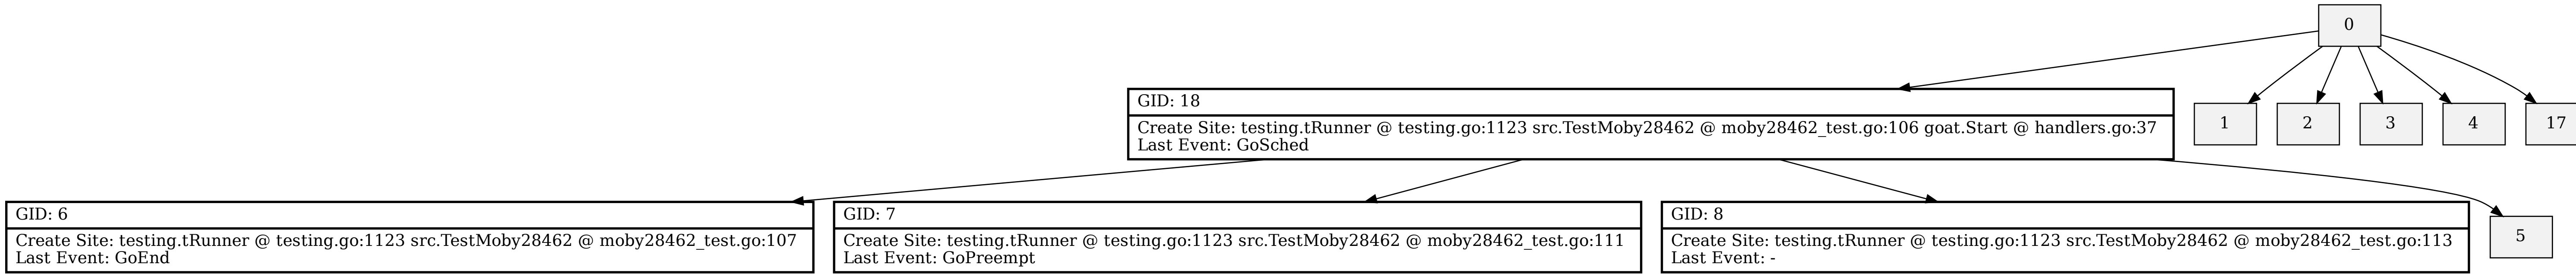 0
GID: 18
Create Site: testing.tRunner @ testing.go:1123 src.TestMoby28462 @ moby28462_test.go:106 goat.Start @ handlers.go:37
Last Event: GoSched
1
2
3
4
17
GID: 6
Create Site: testing.tRunner @ testing.go:1123 src.TestMoby28462 @ moby28462_test.go:107
Last Event: GoEnd
GID: 7
Create Site: testing.tRunner @ testing.go:1123 src.TestMoby28462 @ moby28462_test.go:111
Last Event: GoPreempt
GID: 8
Create Site: testing.tRunner @ testing.go:1123 src.TestMoby28462 @ moby28462_test.go:113
Last Event: -
5